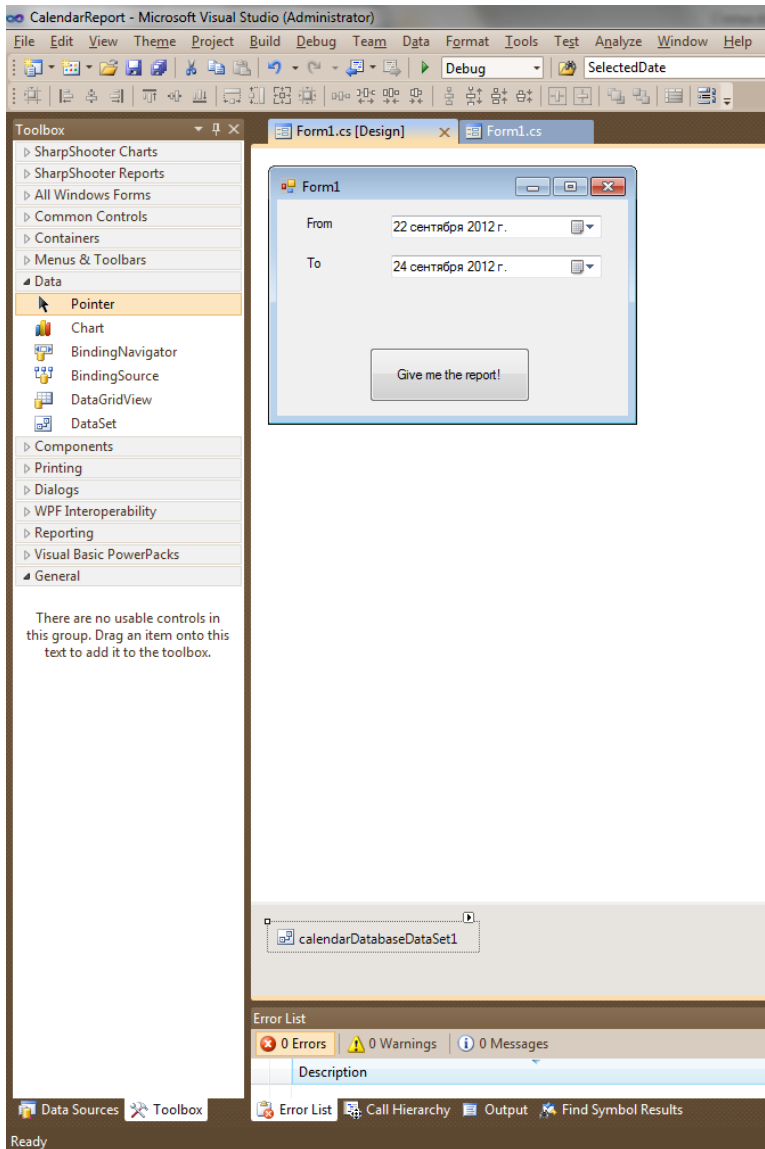 CalendarReport - Microsoft Visual Studio (Administrator)
File Edit View Theme Project Build Debug Team Data Format Tools Test Analyze Window Help
Debug SelectedDate
Toolbox
SharpShooter Charts
SharpShooter Reports
All Windows Forms
Common Controls
Containers
Menus & Toolbars
Data
Pointer
Chart
BindingNavigator
BindingSource
DataGridView
DataSet
Components
Printing
Dialogs
WPF Interoperability
Reporting
Visual Basic PowerPacks
General
There are no usable controls in
this group. Drag an item onto this
text to add it to the toolbox.
Data Sources Toolbox
Form1.cs [Design] Form1.cs
Form1
From 22 сентября 2012 г.
To 24 сентября 2012 г.
Give me the report!
calendarDatabaseDataSet1
Error List
0 Errors 0 Warnings 0 Messages
Description
Error List Call Hierarchy Output Find Symbol Results
Ready